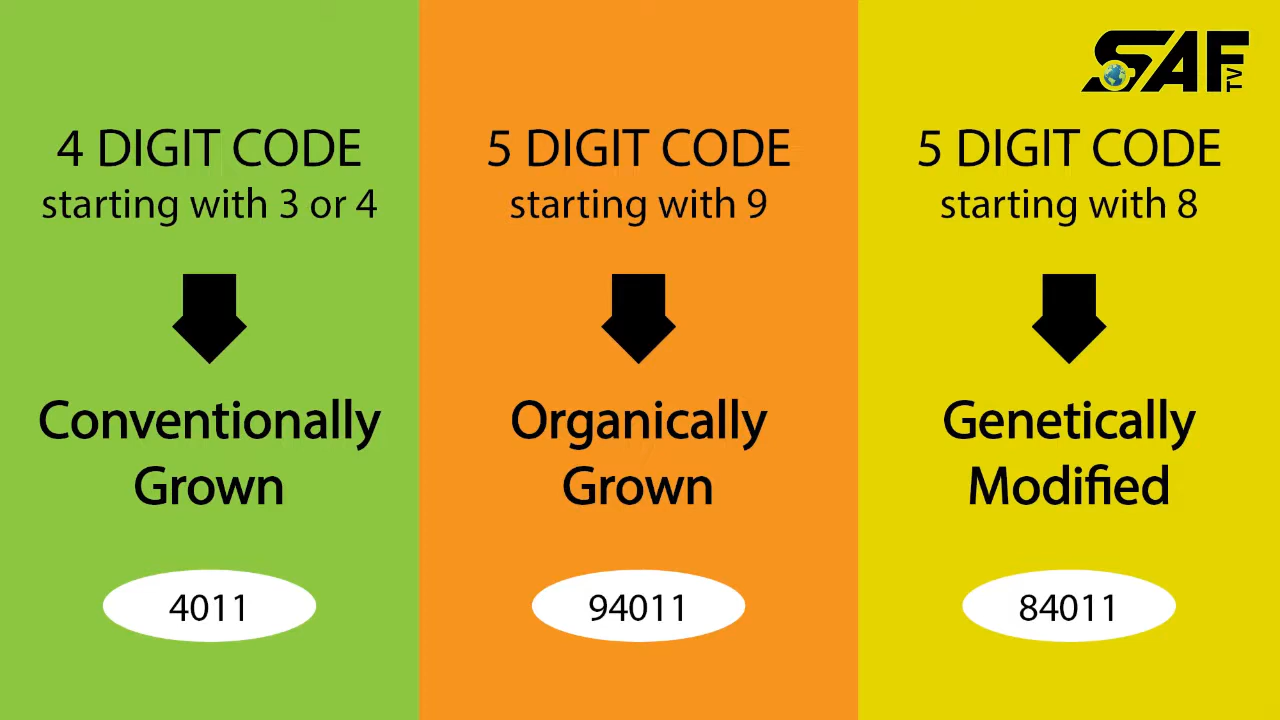 SAF
TV
4 DIGIT CODE
starting with 3 or 4
Conventionally
Grown
4011
5 DIGIT CODE
starting with 9
Organically
Grown
94011
5 DIGIT CODE
starting with 8
Genetically
Modified
84011